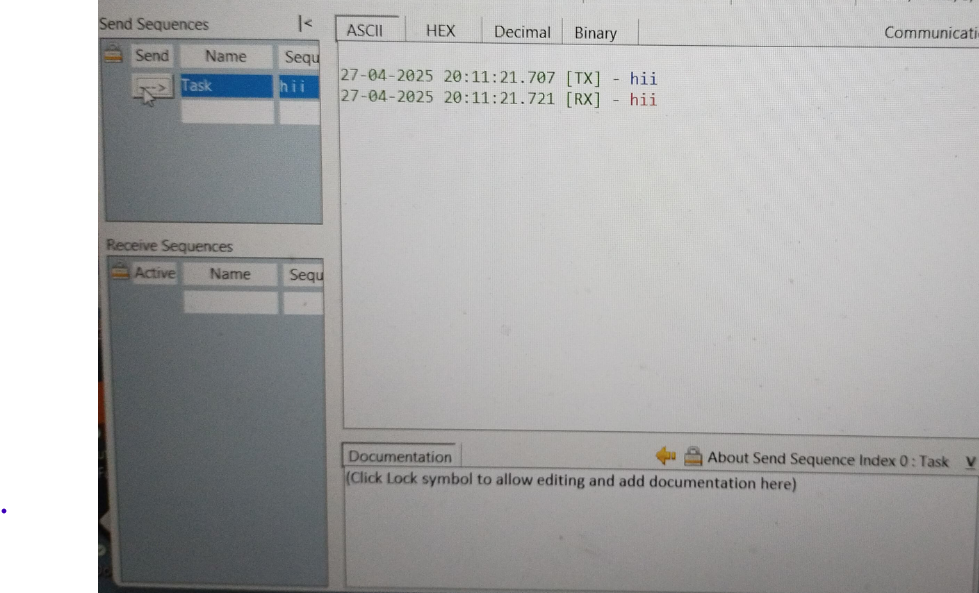 Send Sequences |<
Send Name Sequ
---> Task hii
Receive Sequences
Active Name Sequ
ASCII HEX Decimal Binary Communicati
27-04-2025 20:11:21.707 [TX] - hii
27-04-2025 20:11:21.721 [RX] - hii
Documentation About Send Sequence Index 0 : Task
(Click Lock symbol to allow editing and add documentation here)